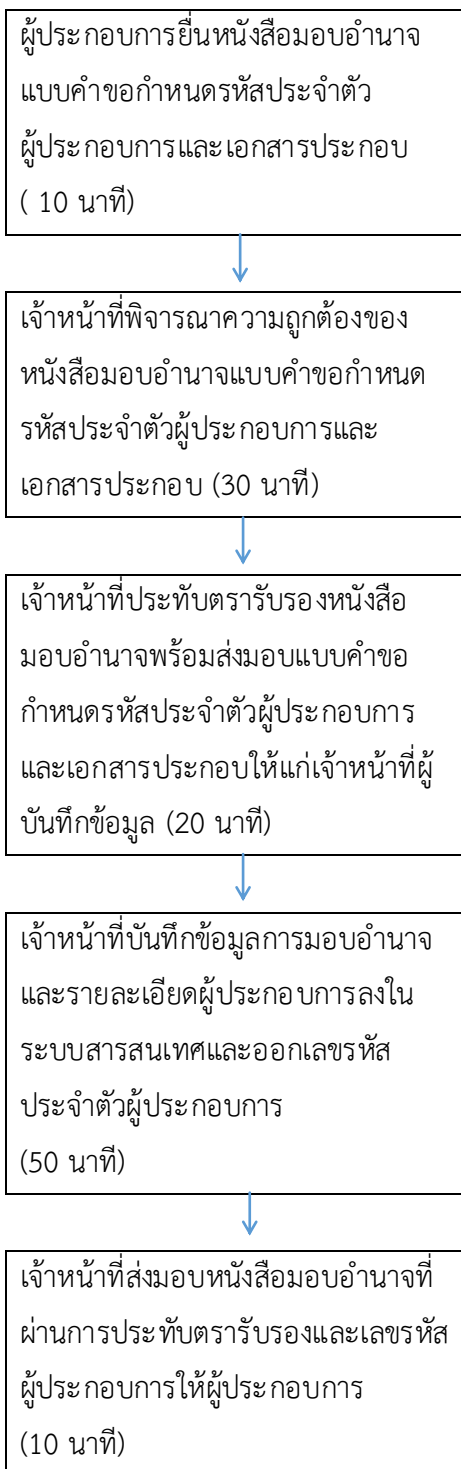 ผู้ประกอบการยื่นหนังสือมอบอำนาจ
แบบคำขอกำหนดรหัสประจำตัว
ผู้ประกอบการและเอกสารประกอบ
( 10 นาที)
เจ้าหน้าที่พิจารณาความถูกต้องของ
หนังสือมอบอำนาจแบบคำขอกำหนด
รหัสประจำตัวผู้ประกอบการและ
เอกสารประกอบ (30 นาที)
เจ้าหน้าที่ประทับตรารับรองหนังสือ
มอบอำนาจพร้อมส่งมอบแบบคำขอ
กำหนดรหัสประจำตัวผู้ประกอบการ
และเอกสารประกอบให้แก่เจ้าหน้าที่ผู้
บันทึกข้อมูล (20 นาที)
เจ้าหน้าที่บันทึกข้อมูลการมอบอำนาจ
และรายละเอียดผู้ประกอบการลงใน
ระบบสารสนเทศและออกเลขรหัส
ประจำตัวผู้ประกอบการ
(50 นาที)
เจ้าหน้าที่ส่งมอบหนังสือมอบอำนาจที่
ผ่านการประทับตรารับรองและเลขรหัส
ผู้ประกอบการให้ผู้ประกอบการ
(10 นาที)